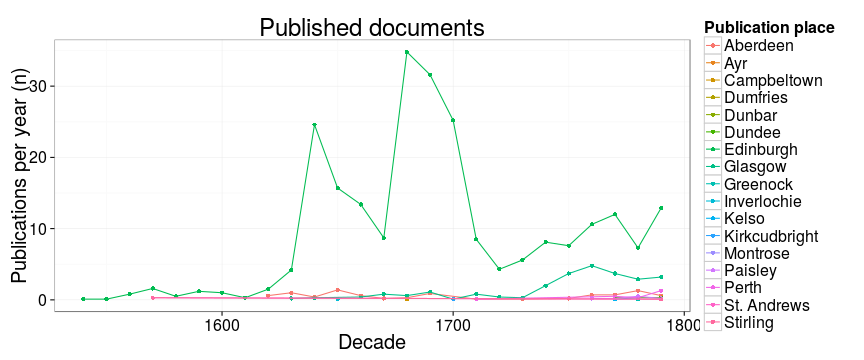 Published documents
Publications per year (n)
30
20
10
0
1600
1700
1800
Decade
Publication place
Aberdeen
Ayr
Campbeltown
Dumfries
Dunbar
Dundee
Edinburgh
Glasgow
Greenock
Inverlochie
Kelso
Kirkcudbright
Montrose
Paisley
Perth
St. Andrews
Stirling